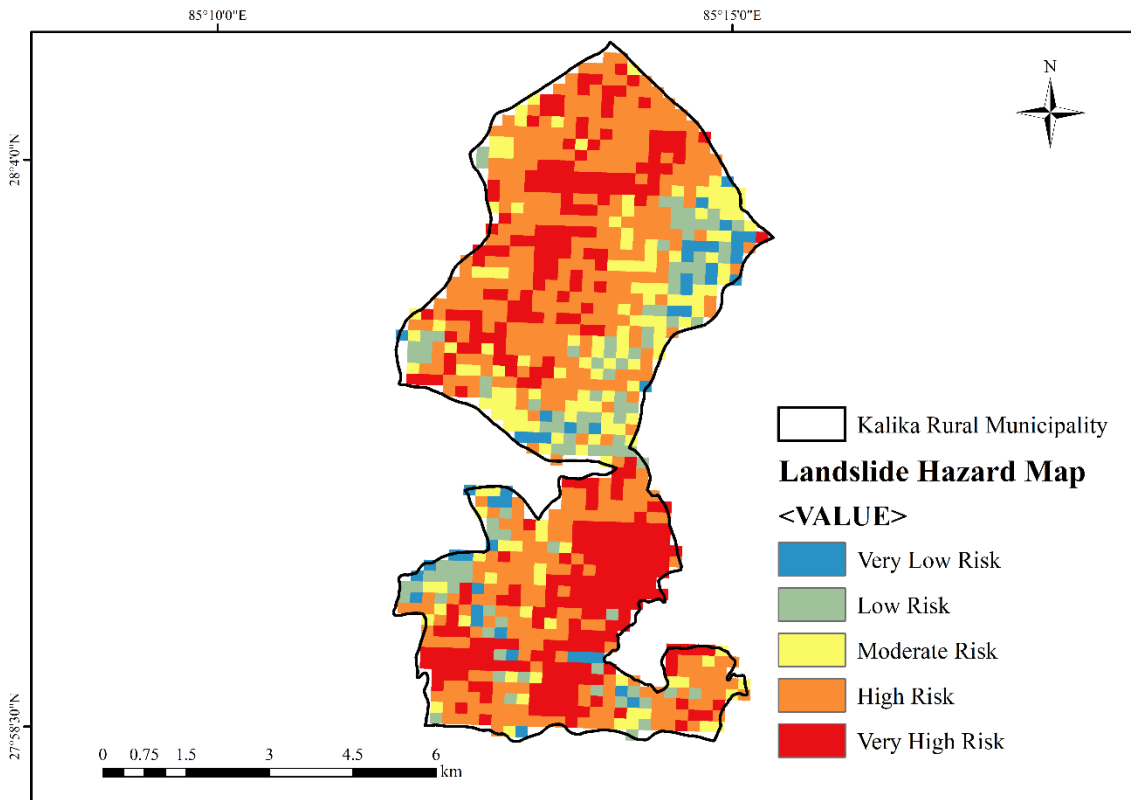 85°10'0"E 85°15'0"E
N
28°4'0"N
Kalika Rural Municipality
Landslide Hazard Map
<VALUE>
Very Low Risk
Low Risk
Moderate Risk
High Risk
Very High Risk
27°58'30"N
0 0.75 1.5 3 4.5 6
km